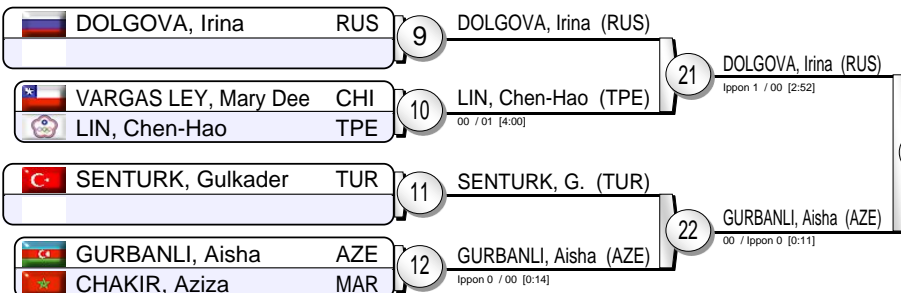 DOLGOVA, Irina RUS
9
DOLGOVA, Irina (RUS)
VARGAS LEY, Mary Dee CHI
LIN, Chen-Hao TPE
10
LIN, Chen-Hao (TPE)
00 / 01 [4:00]
21
DOLGOVA, Irina (RUS)
Ippon 1 / 00 [2:52]
SENTURK, Gulkader TUR
11
SENTURK, G. (TUR)
GURBANLI, Aisha AZE
CHAKIR, Aziza MAR
12
GURBANLI, Aisha (AZE)
Ippon 0 / 00 [0:14]
22
GURBANLI, Aisha (AZE)
00 / Ippon 0 [0:11]